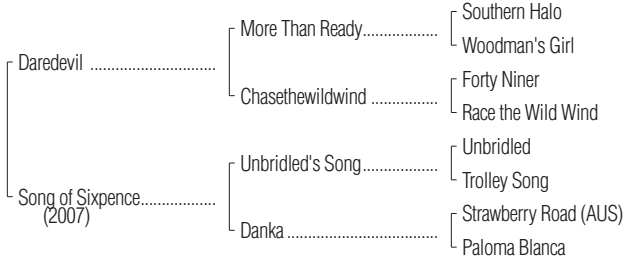 Southern Halo
More Than Ready..................
Woodman's Girl
Daredevil ..............................
Forty Niner
Chasethewildwind ................
Race the Wild Wind
Unbridled
Unbridled's Song..................
Trolley Song
Song of Sixpence..................
(2007)
Strawberry Road (AUS)
Danka ....................................
Paloma Blanca